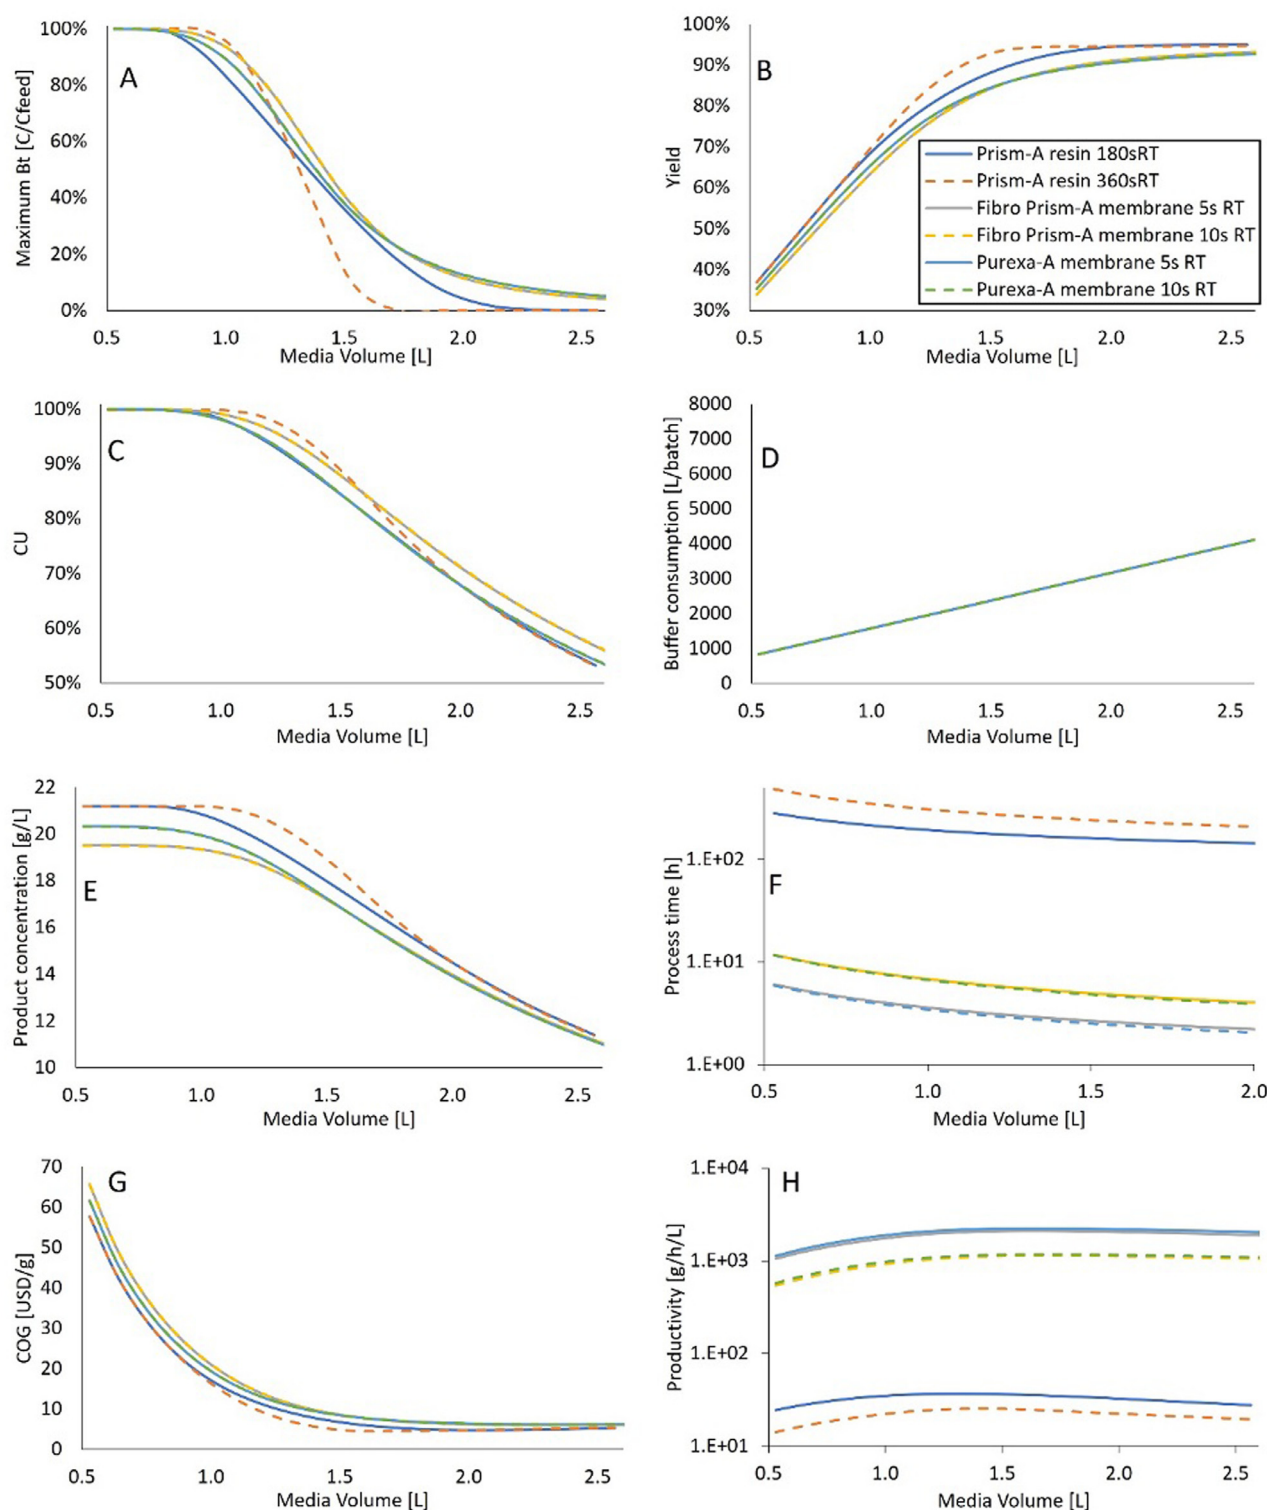 100%
80%
60%
40%
20%
0%
Maximum Bt [C/Cfeed]
A
0.5 1.0 1.5 2.0 2.5
Media Volume [L]
100%
90%
80%
70%
60%
50%
40%
30%
Yield
B
Prism-A resin 180sRT
Prism-A resin 360sRT
Fibro Prism-A membrane 5s RT
Fibro Prism-A membrane 10s RT
Purexa-A membrane 5s RT
Purexa-A membrane 10s RT
0.5 1.0 1.5 2.0 2.5
Media Volume [L]
100%
90%
80%
70%
60%
50%
CU
C
0.5 1.0 1.5 2.0 2.5
Media Volume [L]
8000
7000
6000
5000
4000
3000
2000
1000
0
Buffer consumption [L/batch]
D
0.5 1.0 1.5 2.0 2.5
Media Volume [L]
22
20
18
16
14
12
10
Product concentration [g/L]
E
0.5 1.0 1.5 2.0 2.5
Media Volume [L]
1.E+02
1.E+01
1.E+00
Process time [h]
F
0.5 1.0 1.5 2.0
Media Volume [L]
70
60
50
40
30
20
10
0
COG [USD/g]
G
0.5 1.0 1.5 2.0 2.5
Media Volume [L]
1.E+04
1.E+03
1.E+02
1.E+01
Productivity [g/h/L]
H
0.5 1.0 1.5 2.0 2.5
Media Volume [L]